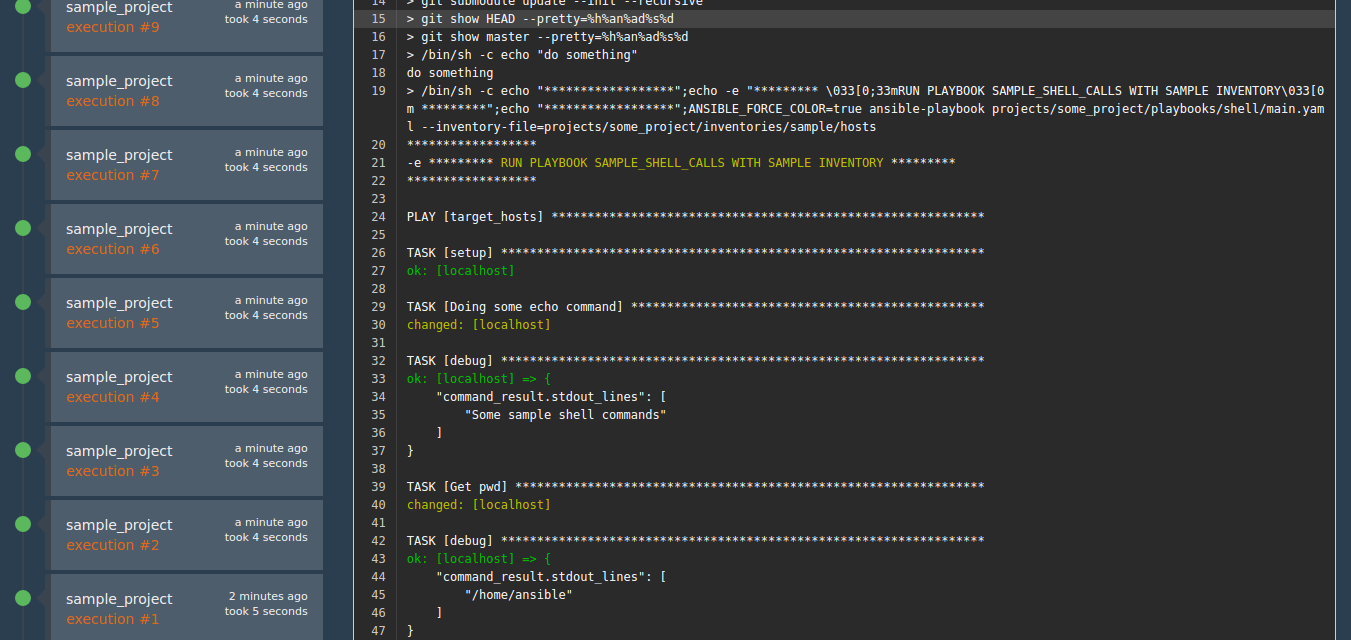 sample_project
a minute ago
execution #9
took 4 seconds
sample_project
a minute ago
execution #8
took 4 seconds
sample_project
a minute ago
execution #7
took 4 seconds
sample_project
a minute ago
execution #6
took 4 seconds
sample_project
a minute ago
execution #5
took 4 seconds
sample_project
a minute ago
execution #4
took 4 seconds
sample_project
a minute ago
execution #3
took 4 seconds
sample_project
a minute ago
execution #2
took 4 seconds
sample_project
2 minutes ago
execution #1
took 5 seconds
14 > git submodule update --init --recursive
15 > git show HEAD --pretty=%h%an%ad%s%d
16 > git show master --pretty=%h%an%ad%s%d
17 > /bin/sh -c echo "do something"
18 do something
19 > /bin/sh -c echo "******************";echo -e "********* \033[0;33mRUN PLAYBOOK SAMPLE_SHELL_CALLS WITH SAMPLE INVENTORY\033[0
m *********";echo "******************";ANSIBLE_FORCE_COLOR=true ansible-playbook projects/some_project/playbooks/shell/main.yam
l --inventory-file=projects/some_project/inventories/sample/hosts
20 ******************
21 -e ********* RUN PLAYBOOK SAMPLE_SHELL_CALLS WITH SAMPLE INVENTORY *********
22 ******************
23
24 PLAY [target_hosts] ************************************************************
25
26 TASK [setup] *******************************************************************
27 ok: [localhost]
28
29 TASK [Doing some echo command] *************************************************
30 changed: [localhost]
31
32 TASK [debug] *******************************************************************
33 ok: [localhost] => {
34     "command_result.stdout_lines": [
35         "Some sample shell commands"
36     ]
37 }
38
39 TASK [Get pwd] *****************************************************************
40 changed: [localhost]
41
42 TASK [debug] *******************************************************************
43 ok: [localhost] => {
44     "command_result.stdout_lines": [
45         "/home/ansible"
46     ]
47 }